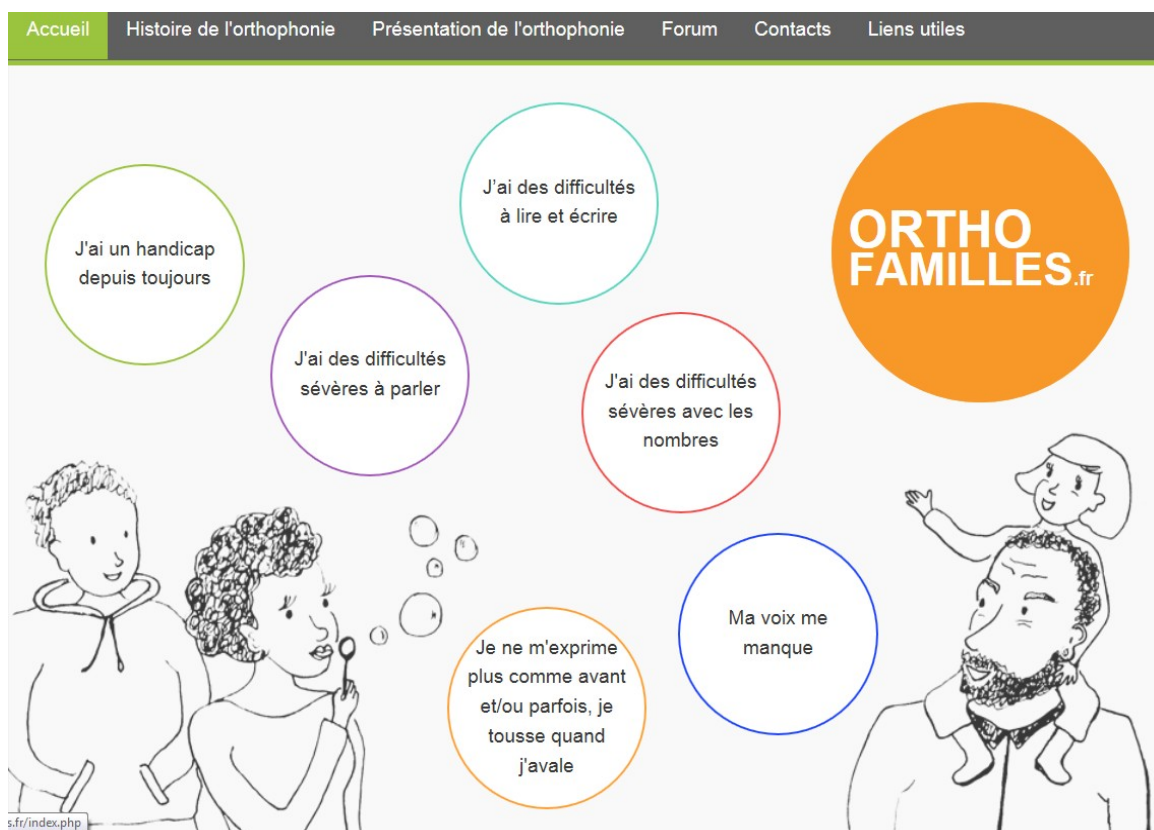 Accueil Histoire de l'orthophonie Présentation de l'orthophonie Forum Contacts Liens utiles
J'ai un handicap
depuis toujours
J'ai des difficultés
à lire et écrire
ORTHO
FAMILLES.fr
J'ai des difficultés
sévères à parler
J'ai des difficultés
sévères avec les
nombres
Ma voix me
manque
Je ne m'exprime
plus comme avant
et/ou parfois, je
tousse quand
j'avale
s.fr/index.php